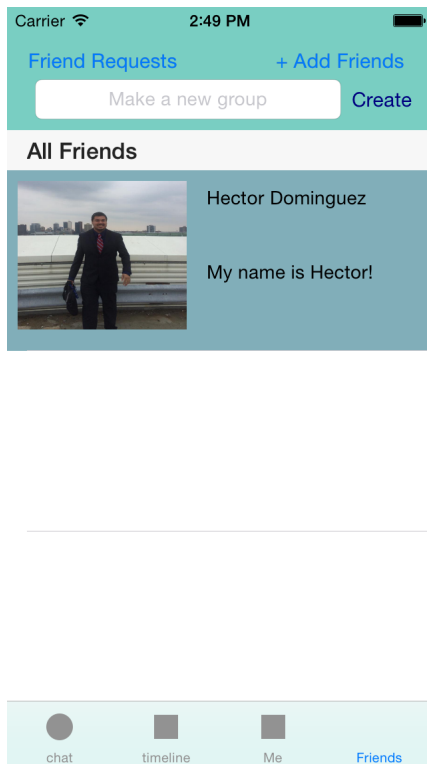 Carrier 2:49 PM
Friend Requests + Add Friends
Make a new group Create
All Friends
Hector Dominguez
My name is Hector!
chat timeline Me Friends